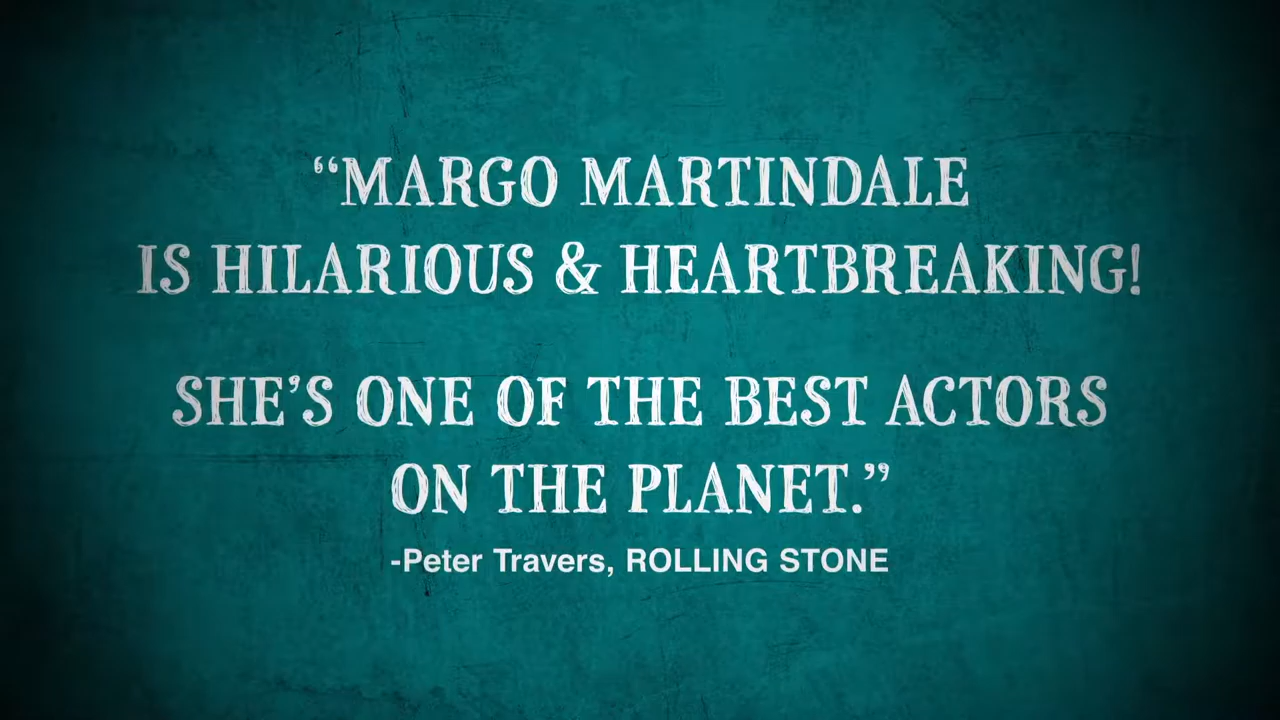 “MARGO MARTINDALE
IS HILARIOUS & HEARTBREAKING!
SHE’S ONE OF THE BEST ACTORS
ON THE PLANET.”
-Peter Travers, ROLLING STONE